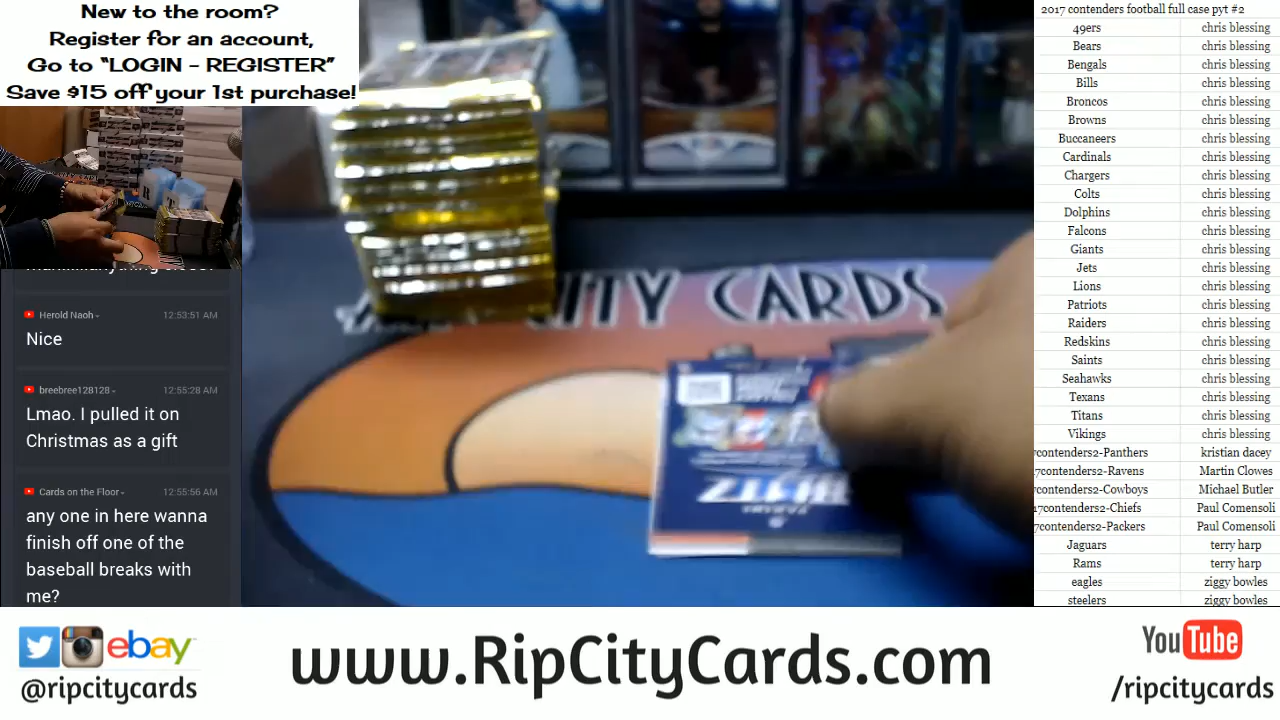 New to the room?
Register for an account,
Go to “LOGIN - REGISTER”
Save $15 off your 1st purchase!
Herold Naoh
12:53:51 AM
Nice
breebree128128
12:55:28 AM
Lmao. I pulled it on
Christmas as a gift
Cards on the Floor
12:55:56 AM
any one in here wanna
finish off one of the
baseball breaks with
me?
CITY CARDS
BLITZ
PANINI
2017 contenders football full case pyt #2
49ers chris blessing
Bears chris blessing
Bengals chris blessing
Bills chris blessing
Broncos chris blessing
Browns chris blessing
Buccaneers chris blessing
Cardinals chris blessing
Chargers chris blessing
Colts chris blessing
Dolphins chris blessing
Falcons chris blessing
Giants chris blessing
Jets chris blessing
Lions chris blessing
Patriots chris blessing
Raiders chris blessing
Redskins chris blessing
Saints chris blessing
Seahawks chris blessing
Texans chris blessing
Titans chris blessing
Vikings chris blessing
7contenders2-Panthers kristian dacey
17contenders2-Ravens Martin Clowes
contenders2-Cowboys Michael Butler
17contenders2-Chiefs Paul Comensoli
7contenders2-Packers Paul Comensoli
Jaguars terry harp
Rams terry harp
eagles ziggy bowles
steelers ziggy bowles
ebay
@ripcitycards
www.RipCityCards.com
YouTube
/ripcitycards